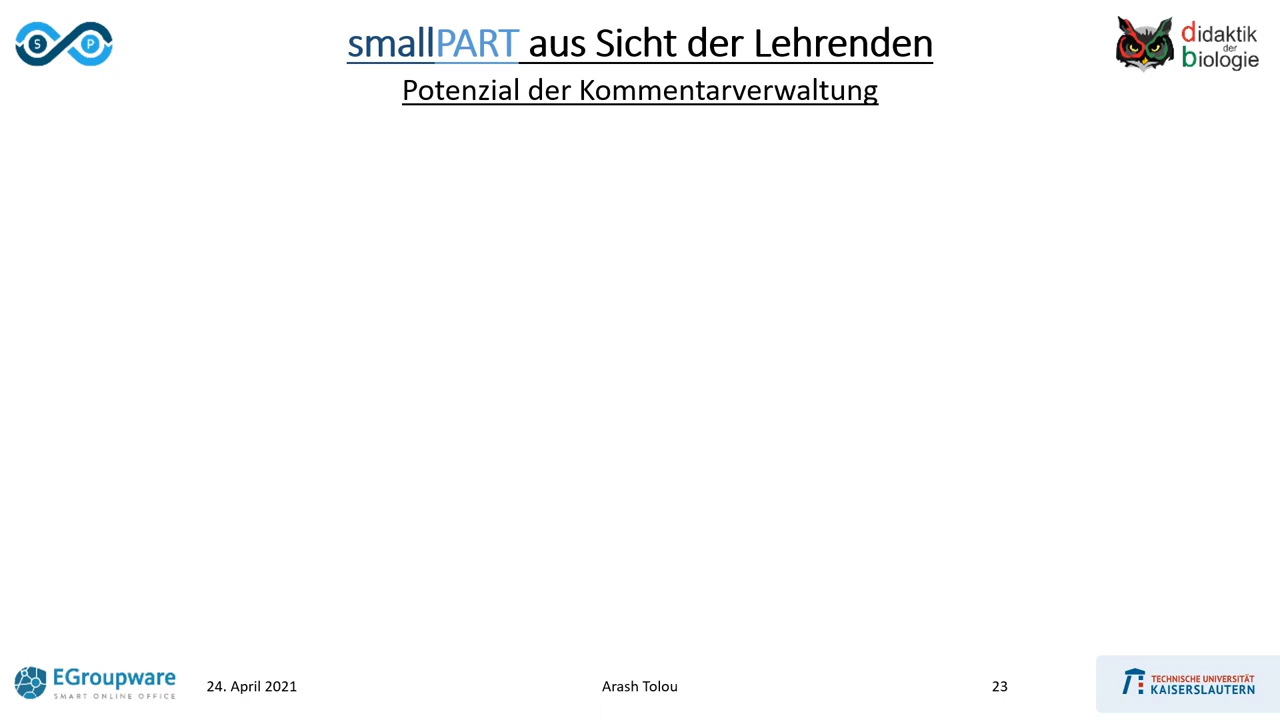 S P
smallPART aus Sicht der Lehrenden
didaktik
der
biologie
Potenzial der Kommentarverwaltung
EGroupware
SMART ONLINE OFFICE
24. April 2021
Arash Tolou
23
TECHNISCHE UNIVERSITÄT
KAISERSLAUTERN